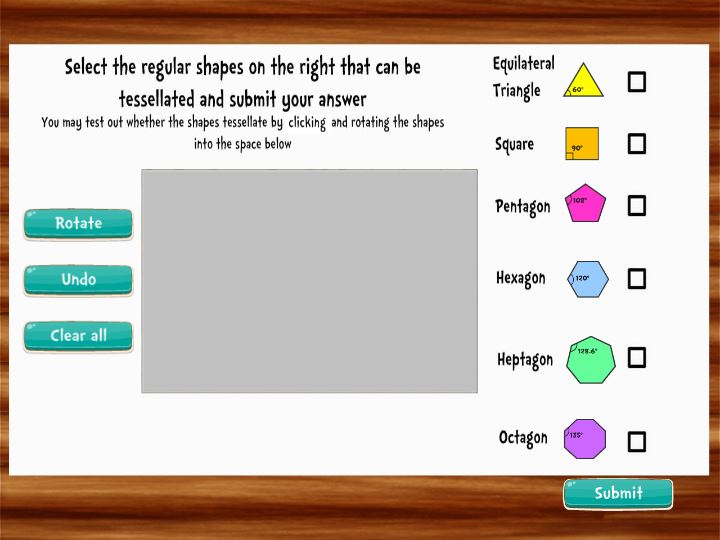 Select the regular shapes on the right that can be
tessellated and submit your answer
You may test out whether the shapes tessellate by clicking and rotating the shapes
into the space below
Rotate
Undo
Clear all
Equilateral
Triangle
60°
Square
90°
Pentagon
108°
Hexagon
120°
Heptagon
128.6°
Octagon
135°
Submit